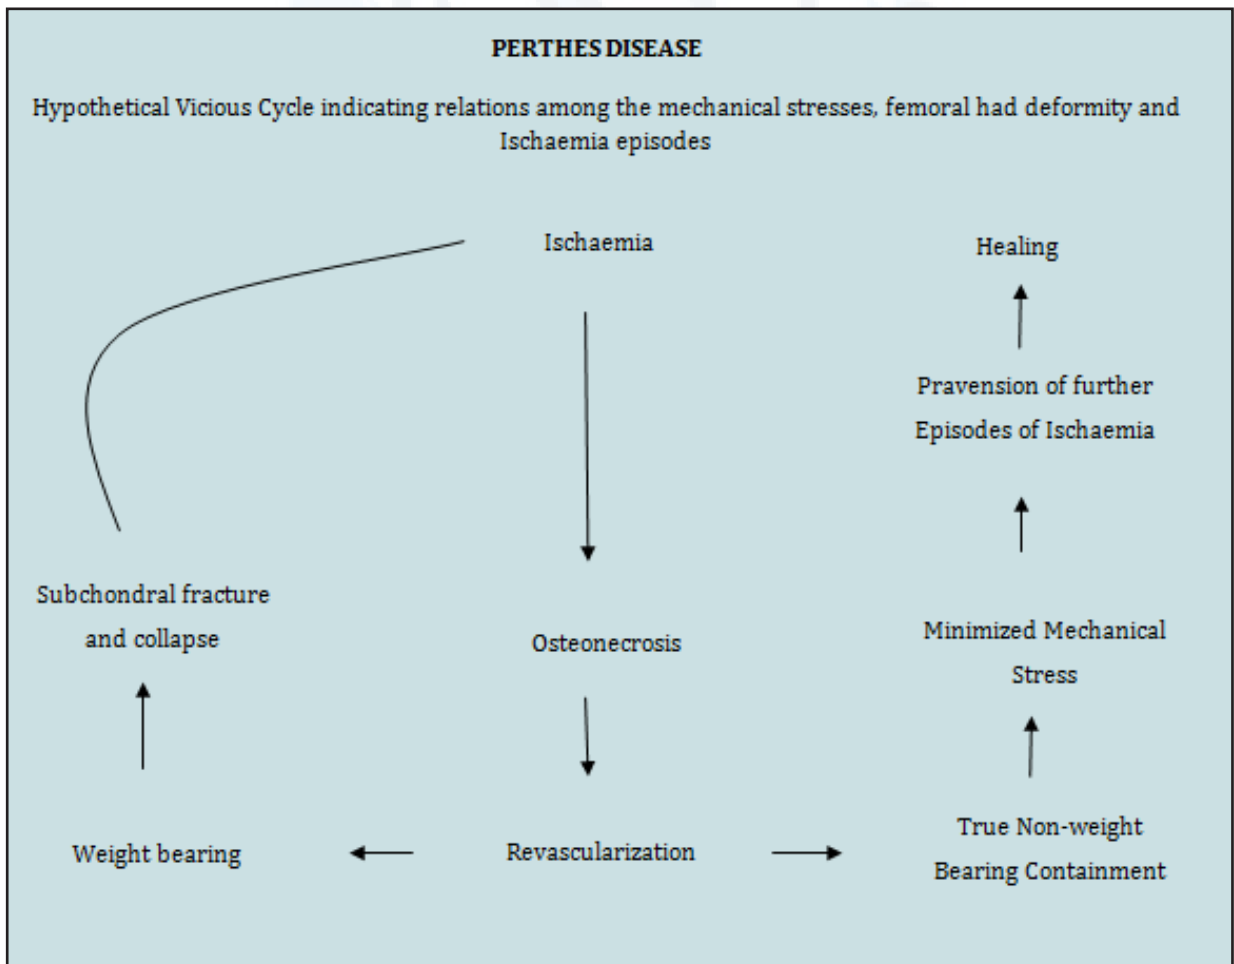 PERTHES DISEASE
Hypothetical Vicious Cycle indicating relations among the mechanical stresses, femoral had deformity and
Ischaemia episodes
Ischaemia
Healing
Pravension of further
Episodes of Ischaemia
Subchondral fracture
and collapse
Osteonecrosis
Minimized Mechanical
Stress
Weight bearing
Revascularization
True Non-weight
Bearing Containment